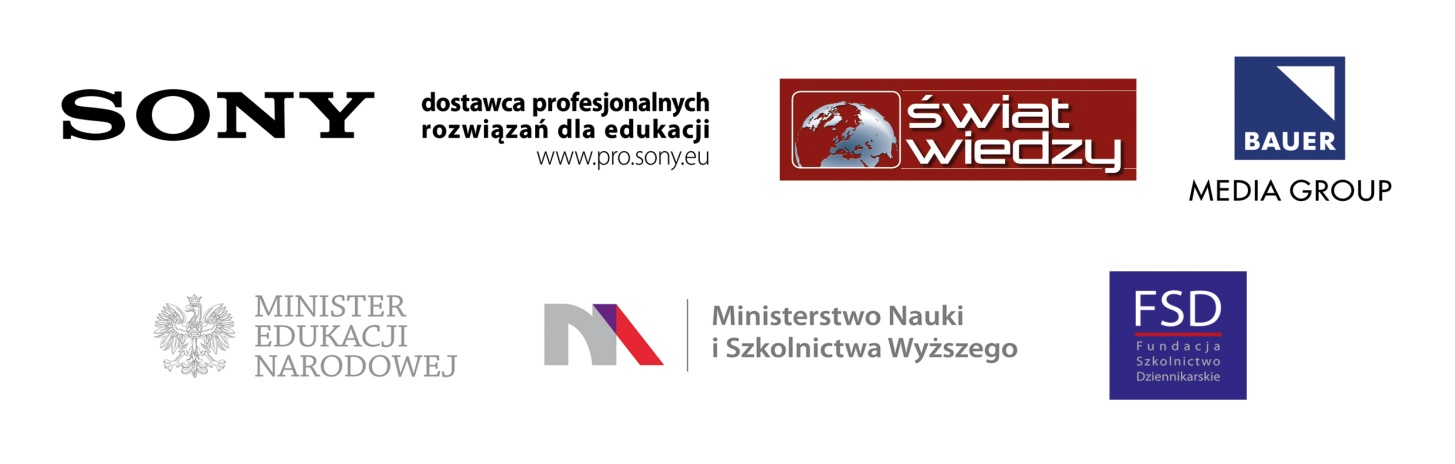 SONY
dostawca profesjonalnych
rozwiązań dla edukacji
www.pro.sony.eu
świat
wiedzy
BAUER
MEDIA GROUP
MINISTER
EDUKACJI
NARODOWEJ
Ministerstwo Nauki
i Szkolnictwa Wyższego
FSD
Fundacja
Szkolnictwo
Dziennikarskie